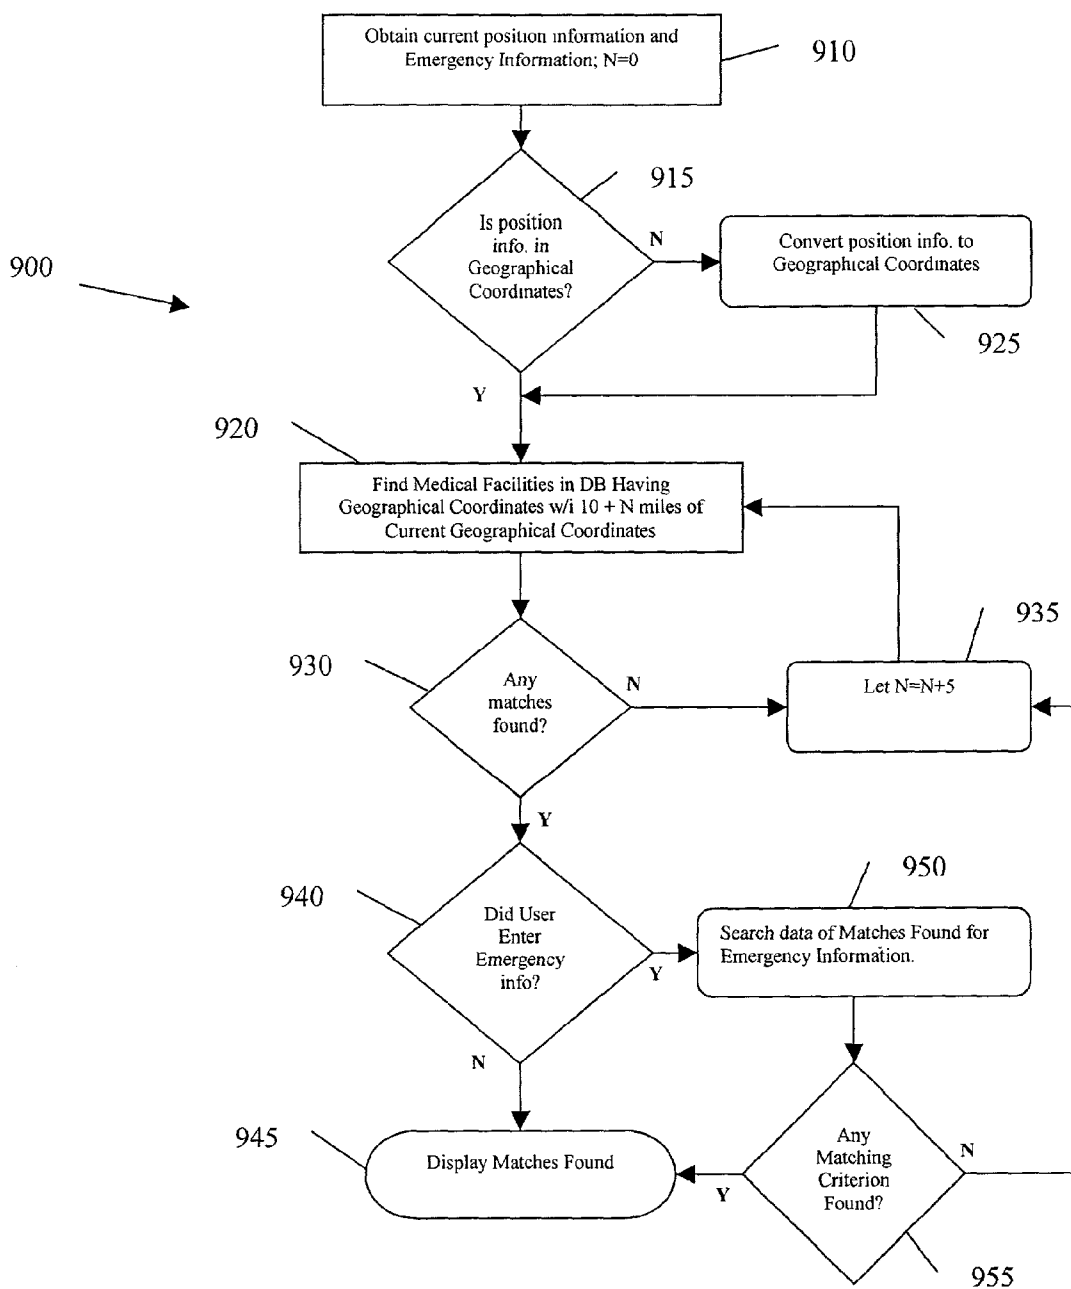 Obtain current position information and
Emergency Information; N=0
910
915
Is position
info. in
Geographical
Coordinates?
N
Convert position info. to
Geographical Coordinates
900
925
Y
920
Find Medical Facilities in DB Having
Geographical Coordinates w/i 10 + N miles of
Current Geographical Coordinates
935
930
Any
matches
found?
N
Let N=N+5
Y
950
940
Did User
Enter
Emergency
info?
Y
Search data of Matches Found for
Emergency Information.
N
945
Display Matches Found
Any
Matching
Criterion
Found?
N
Y
955